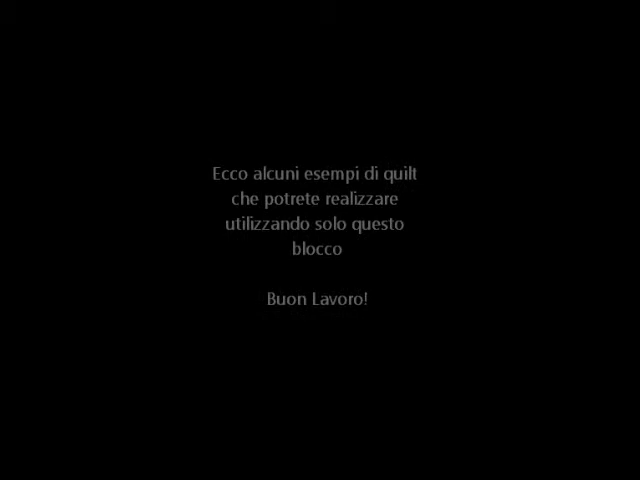 Ecco alcuni esempi di quilt
che potrete realizzare
utilizzando solo questo
blocco
Buon Lavoro!